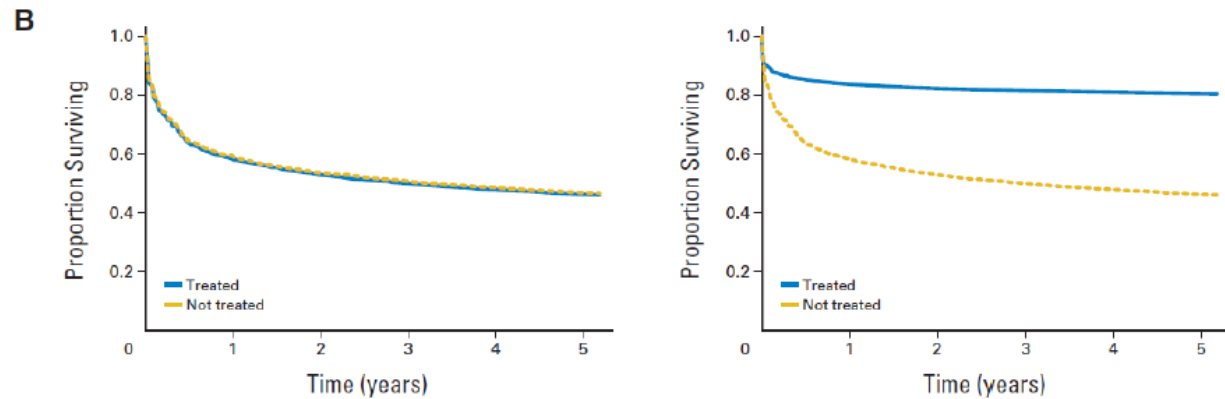 B
Proportion Surviving
1.0
0.8
0.6
0.4
0.2
Treated
Not treated
0 1 2 3 4 5
Time (years)
Proportion Surviving
1.0
0.8
0.6
0.4
0.2
Treated
Not treated
0 1 2 3 4 5
Time (years)